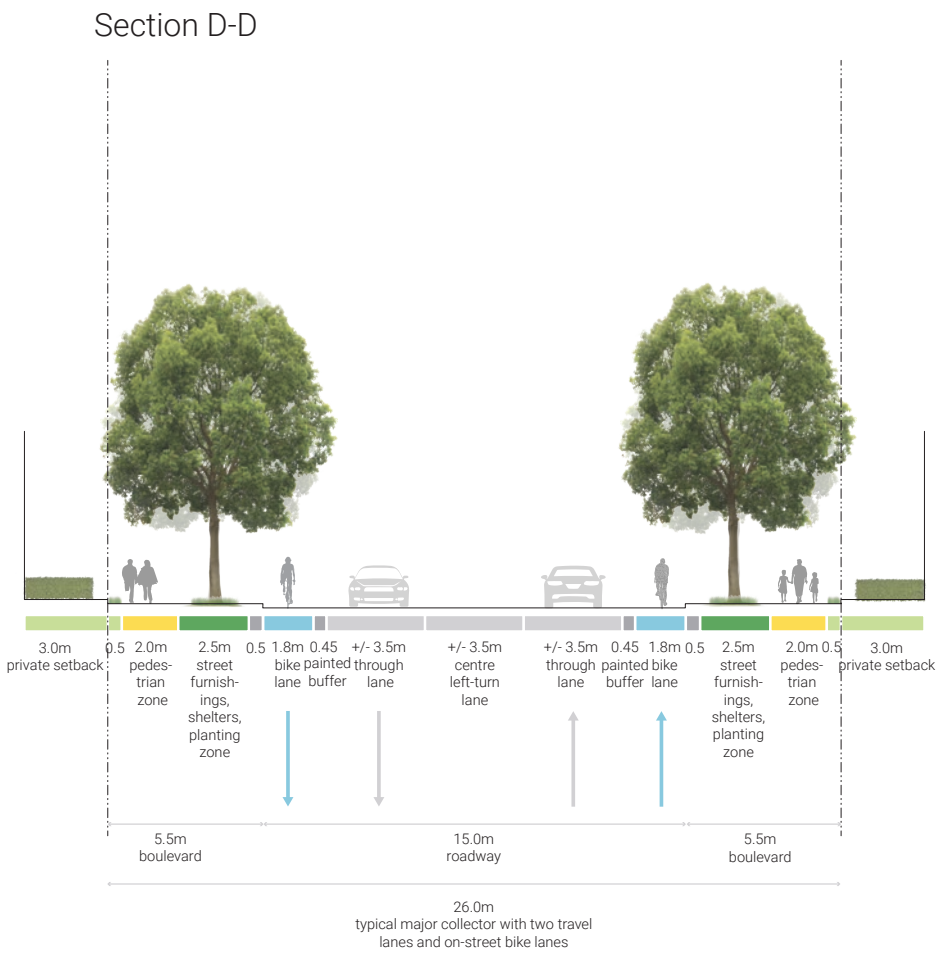 Section D-D
3.0m
private setback
0.5
2.0m
pedes-
trian
zone
2.5m
street
furnish-
ings,
shelters,
planting
zone
0.5
1.8m
bike
lane
0.45
painted
buffer
+/- 3.5m
through
lane
+/- 3.5m
centre
left-turn
lane
+/- 3.5m
through
lane
0.45
painted
buffer
1.8m
bike
lane
0.5
2.5m
street
furnish-
ings,
shelters,
planting
zone
2.0m
pedes-
trian
zone
0.5
3.0m
private setback
5.5m
boulevard
15.0m
roadway
5.5m
boulevard
26.0m
typical major collector with two travel
lanes and on-street bike lanes